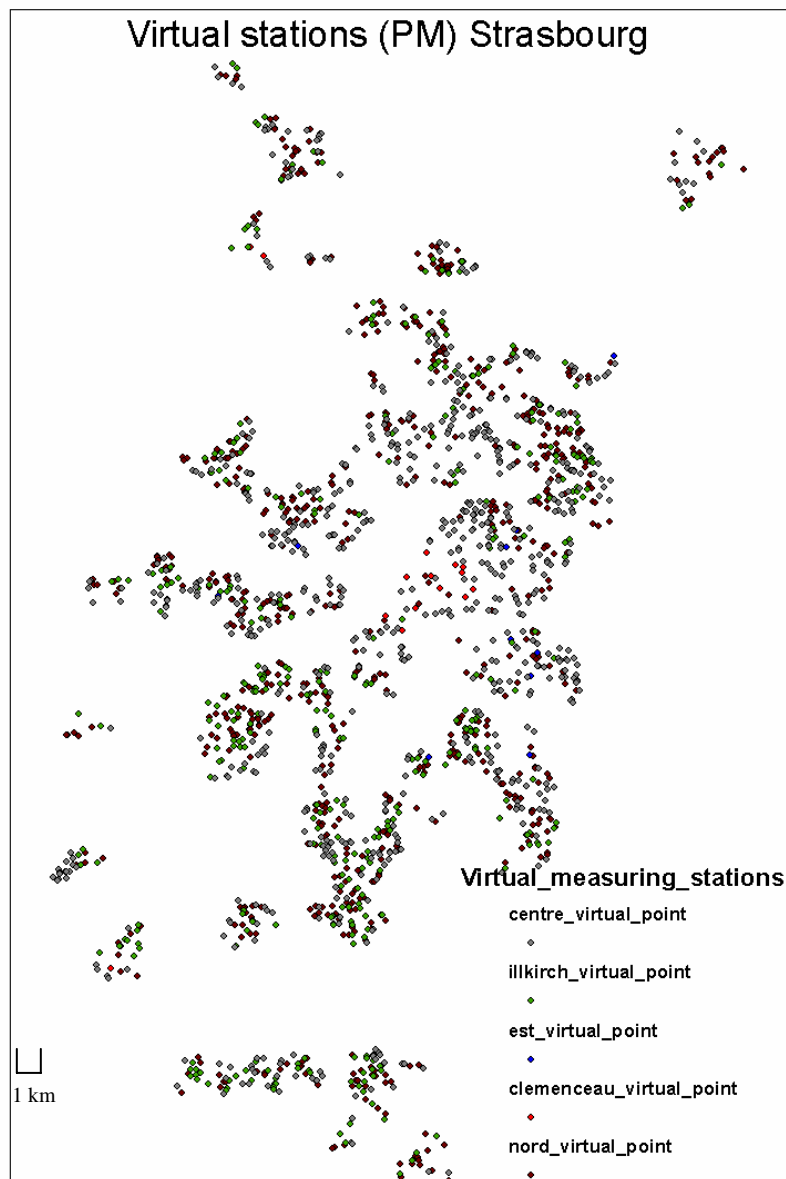 Virtual stations (PM) Strasbourg
Virtual_measuring_stations
centre_virtual_point
illkirch_virtual_point
est_virtual_point
clemenceau_virtual_point
nord_virtual_point
1 km